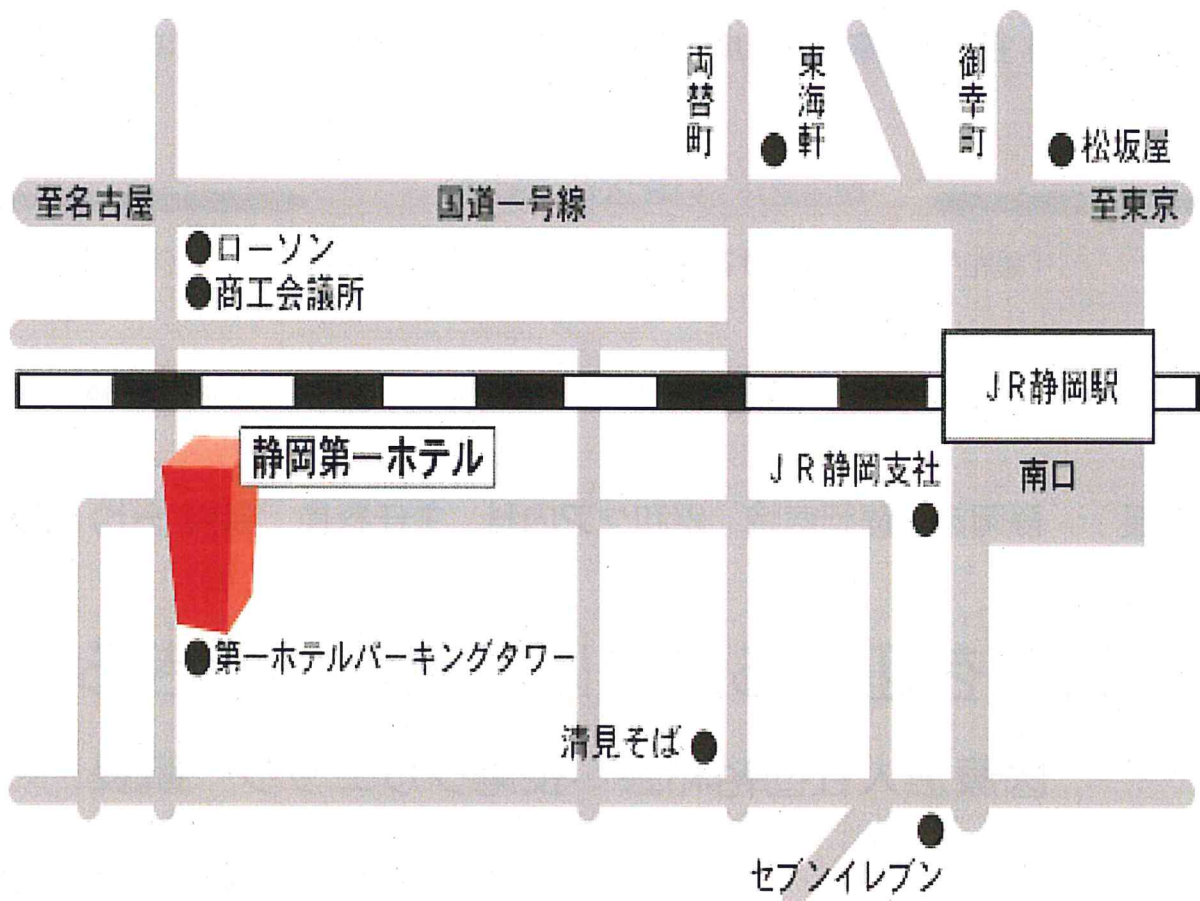 両替町
東海軒
御幸町
松坂屋
至名古屋
国道一号線
至東京
ローソン
商工会議所
JR静岡駅
静岡第一ホテル
JR静岡支社
南口
第一ホテルパーキングタワー
清見そば
セブンイレブン